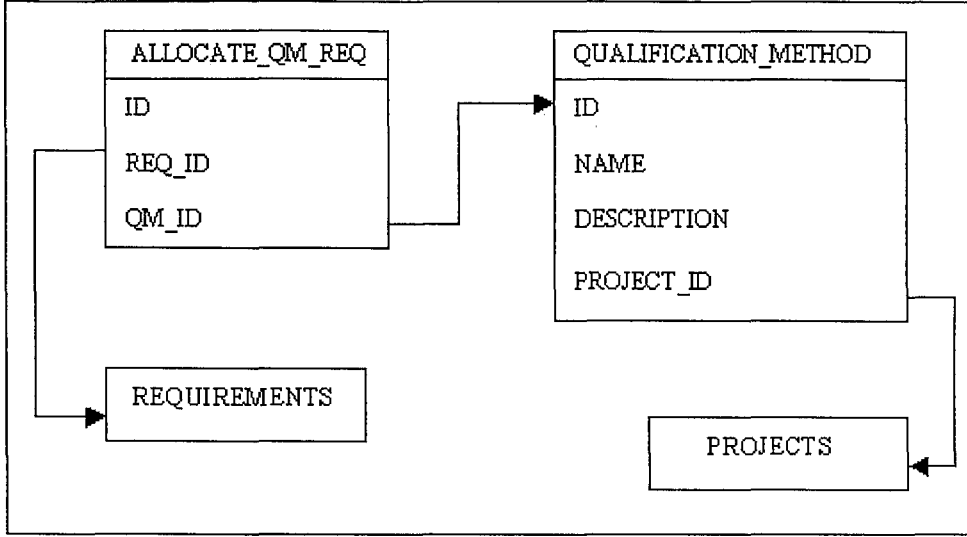 ALLOCATE_QM_REQ
ID
REQ_ID
QM_ID
QUALIFICATION_METHOD
ID
NAME
DESCRIPTION
PROJECT_ID
REQUIREMENTS
PROJECTS